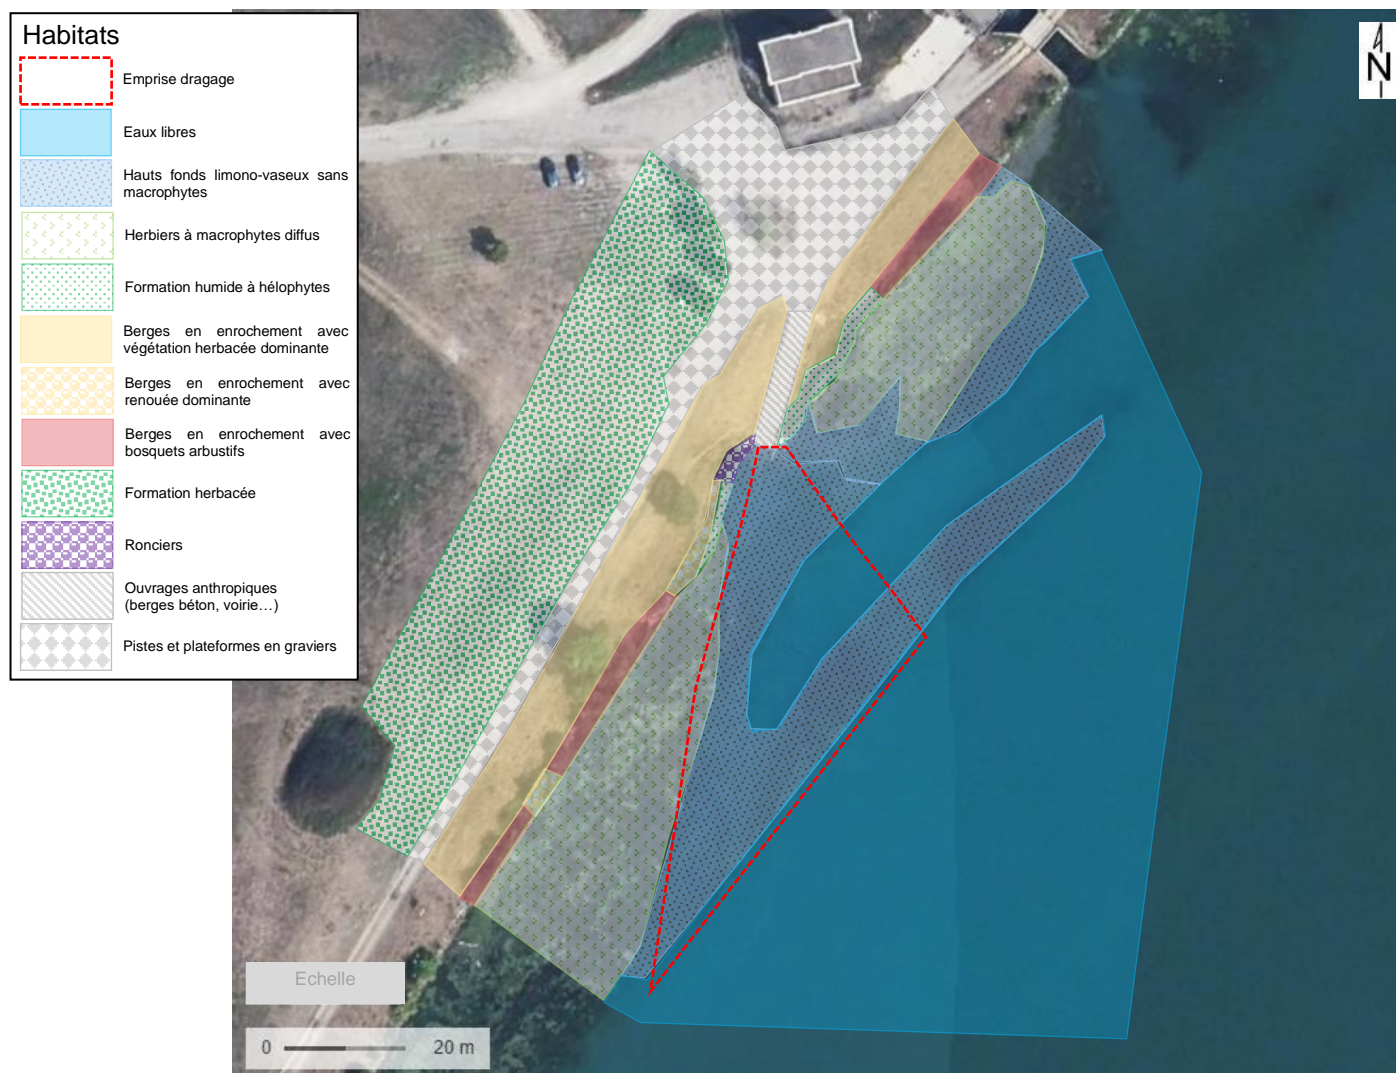 Habitats
Emprise dragage
Eaux libres
Hauts fonds limono-vaseux sans
macrophytes
Herbiers à macrophytes diffus
Formation humide à hélophytes
Berges en enrochement avec
végétation herbacée dominante
Berges en enrochement avec
renouée dominante
Berges en enrochement avec
bosquets arbustifs
Formation herbacée
Ronciers
Ouvrages anthropiques
(berges béton, voirie…)
Pistes et plateformes en graviers
N
Echelle
0 20 m